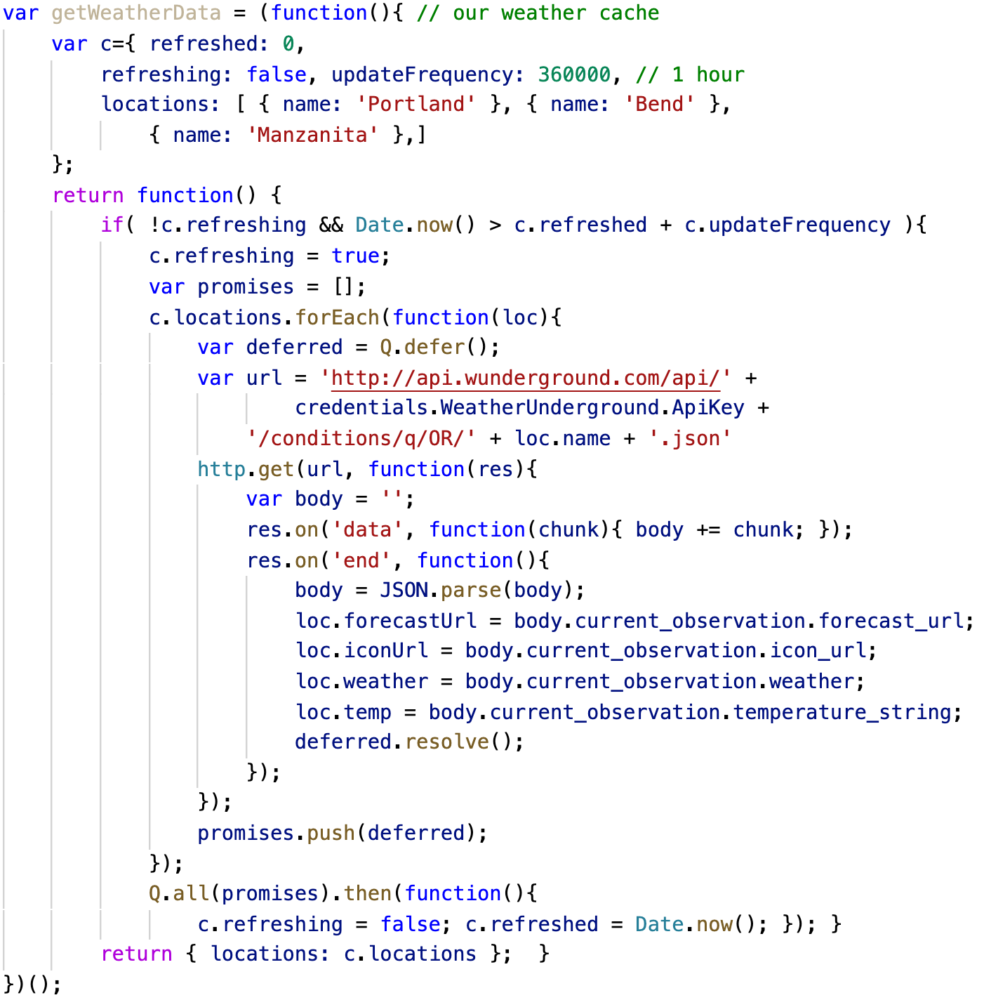 var getWeatherData = (function(){ // our weather cache
    var c={ refreshed: 0,
        refreshing: false, updateFrequency: 360000, // 1 hour
        locations: [ { name: 'Portland' }, { name: 'Bend' },
            { name: 'Manzanita' },]
    };
    return function() {
        if( !c.refreshing && Date.now() > c.refreshed + c.updateFrequency ){
            c.refreshing = true;
            var promises = [];
            c.locations.forEach(function(loc){
                var deferred = Q.defer();
                var url = 'http://api.wunderground.com/api/' +
                        credentials.WeatherUnderground.ApiKey +
                    '/conditions/q/OR/' + loc.name + '.json'
                http.get(url, function(res){
                    var body = '';
                    res.on('data', function(chunk){ body += chunk; });
                    res.on('end', function(){
                        body = JSON.parse(body);
                        loc.forecastUrl = body.current_observation.forecast_url;
                        loc.iconUrl = body.current_observation.icon_url;
                        loc.weather = body.current_observation.weather;
                        loc.temp = body.current_observation.temperature_string;
                        deferred.resolve();
                    });
                });
                promises.push(deferred);
            });
            Q.all(promises).then(function(){
                c.refreshing = false; c.refreshed = Date.now(); }); }
        return { locations: c.locations };  }
})();